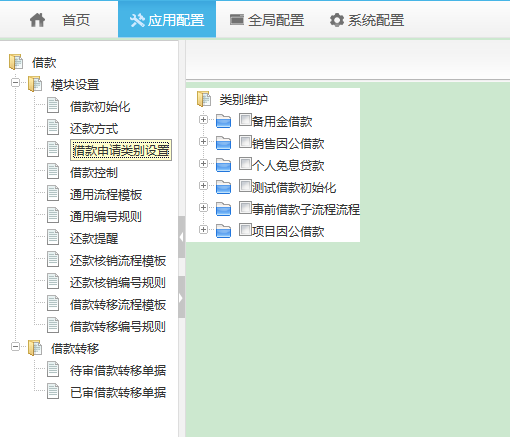 首页 应用配置 全局配置 系统配置
借款
模块设置
借款初始化
还款方式
借款申请类别设置
借款控制
通用流程模板
通用编号规则
还款提醒
还款核销流程模板
还款核销编号规则
借款转移流程模板
借款转移编号规则
借款转移
待审借款转移单据
已审借款转移单据
类别维护
备用金借款
销售因公借款
个人免息贷款
测试借款初始化
事前借款子流程流程
项目因公借款